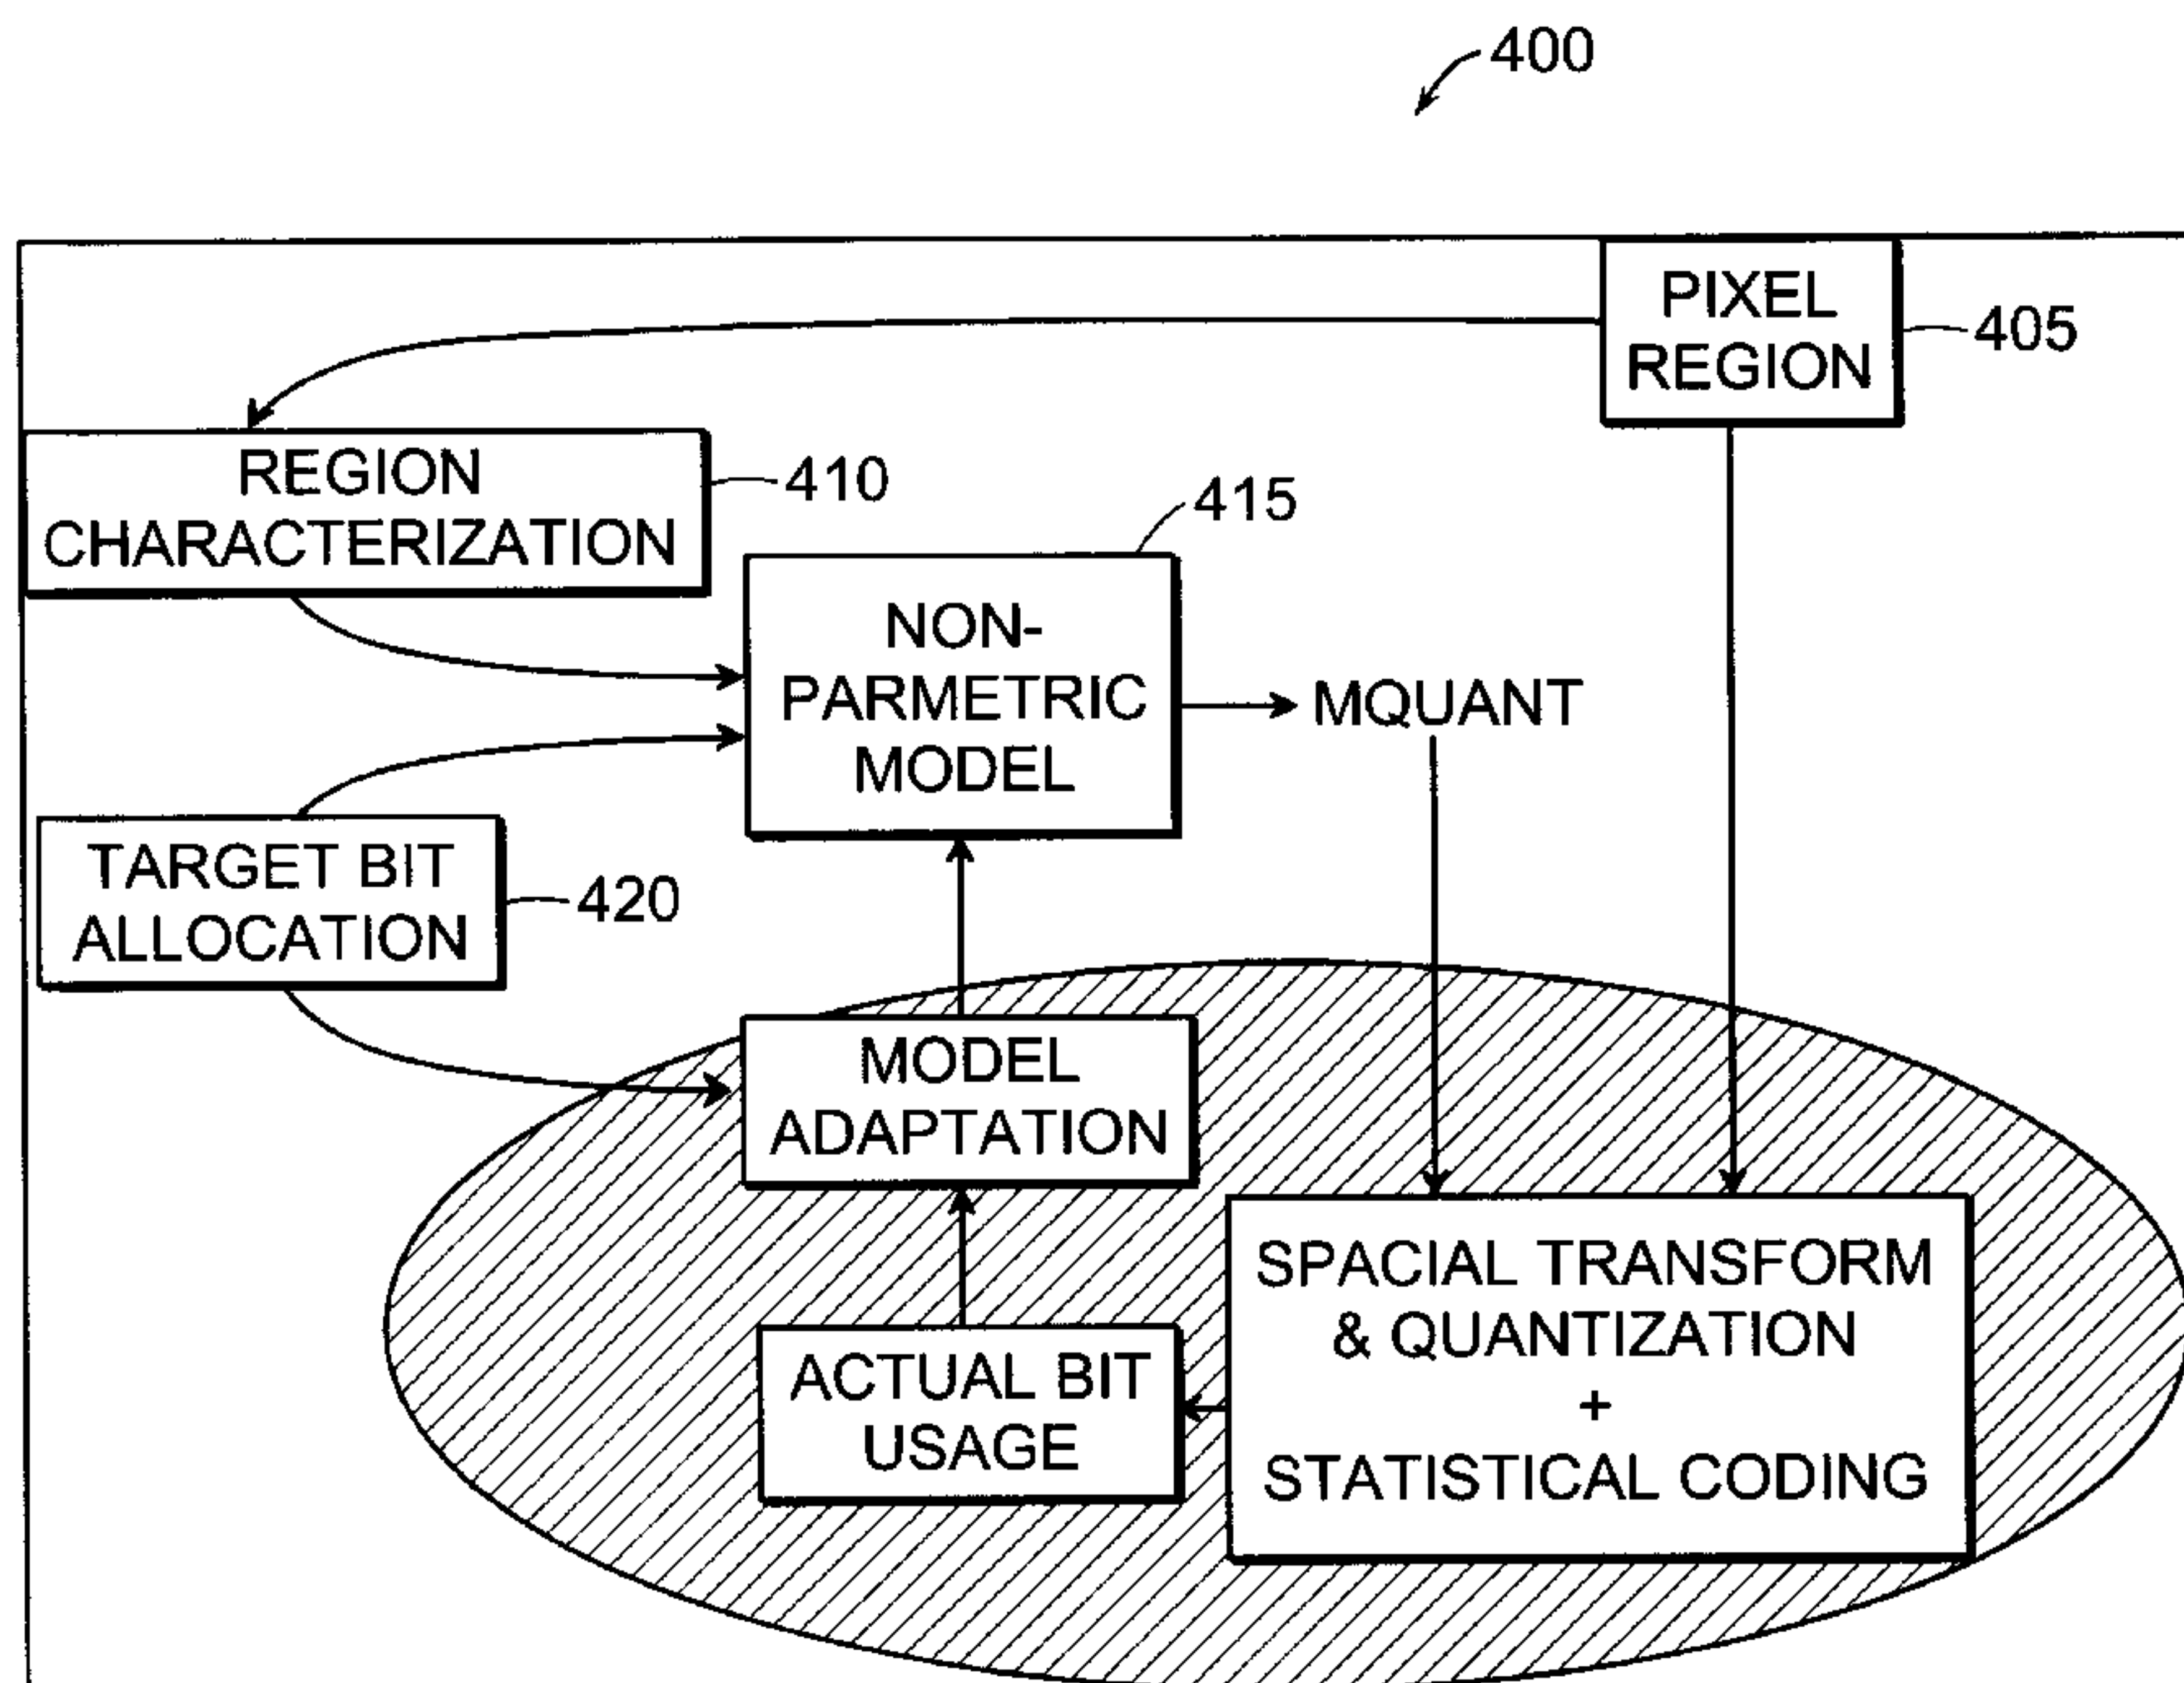 400
PIXEL
REGION
405
REGION
CHARACTERIZATION
410
415
NON-
PARMETRIC
MODEL
MQUANT
TARGET BIT
ALLOCATION
420
MODEL
ADAPTATION
SPACIAL TRANSFORM
& QUANTIZATION
+
STATISTICAL CODING
ACTUAL BIT
USAGE